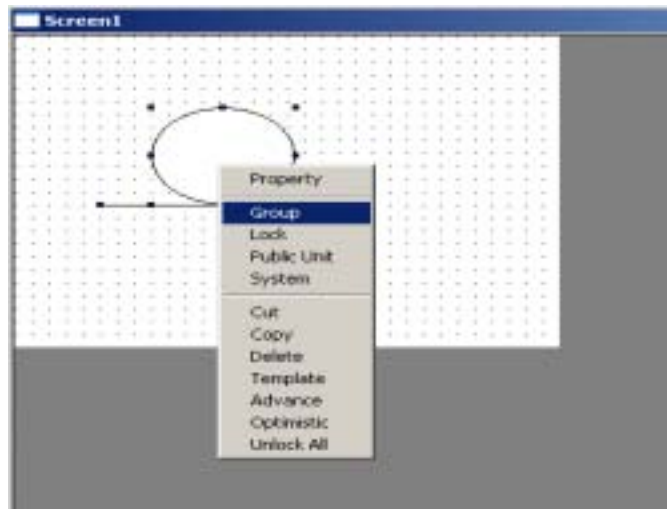 Screen1
Property
Group
Lock
Public Unit
System
Cut
Copy
Delete
Template
Advance
Optimistic
Unlock All